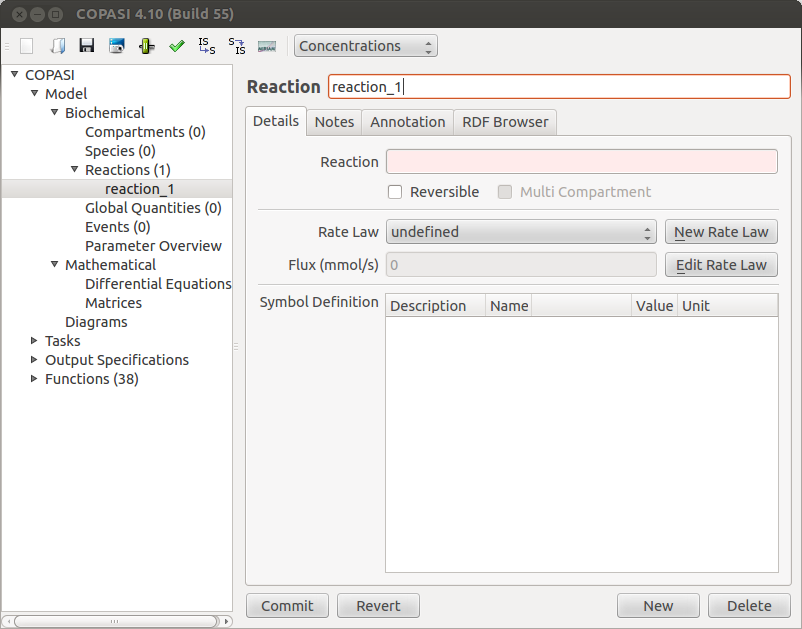 COPASI 4.10 (Build 55)
IS S S IS MIRIAM Concentrations
COPASI
Model
Biochemical
Compartments (0)
Species (0)
Reactions (1)
reaction_1
Global Quantities (0)
Events (0)
Parameter Overview
Mathematical
Differential Equations
Matrices
Diagrams
Tasks
Output Specifications
Functions (38)
Reaction reaction_1
Details Notes Annotation RDF Browser
Reaction
Reversible Multi Compartment
Rate Law undefined New Rate Law
Flux (mmol/s) 0 Edit Rate Law
Symbol Definition Description Name Value Unit
Commit Revert New Delete